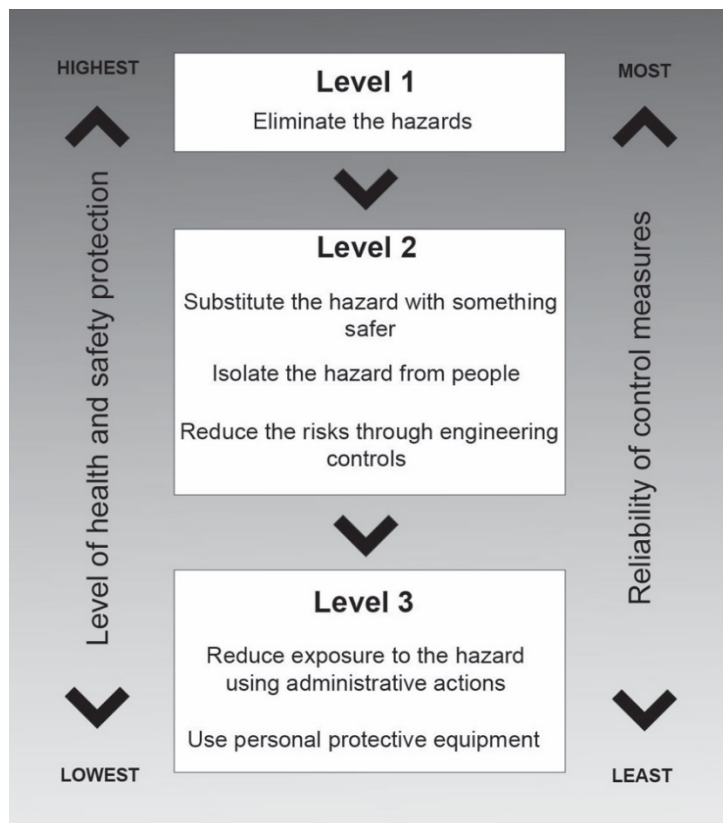 HIGHEST
MOST
Level 1
Eliminate the hazards
Level of health and safety protection
Reliability of control measures
Level 2
Substitute the hazard with something
safer
Isolate the hazard from people
Reduce the risks through engineering
controls
Level 3
Reduce exposure to the hazard
using administrative actions
Use personal protective equipment
LOWEST
LEAST